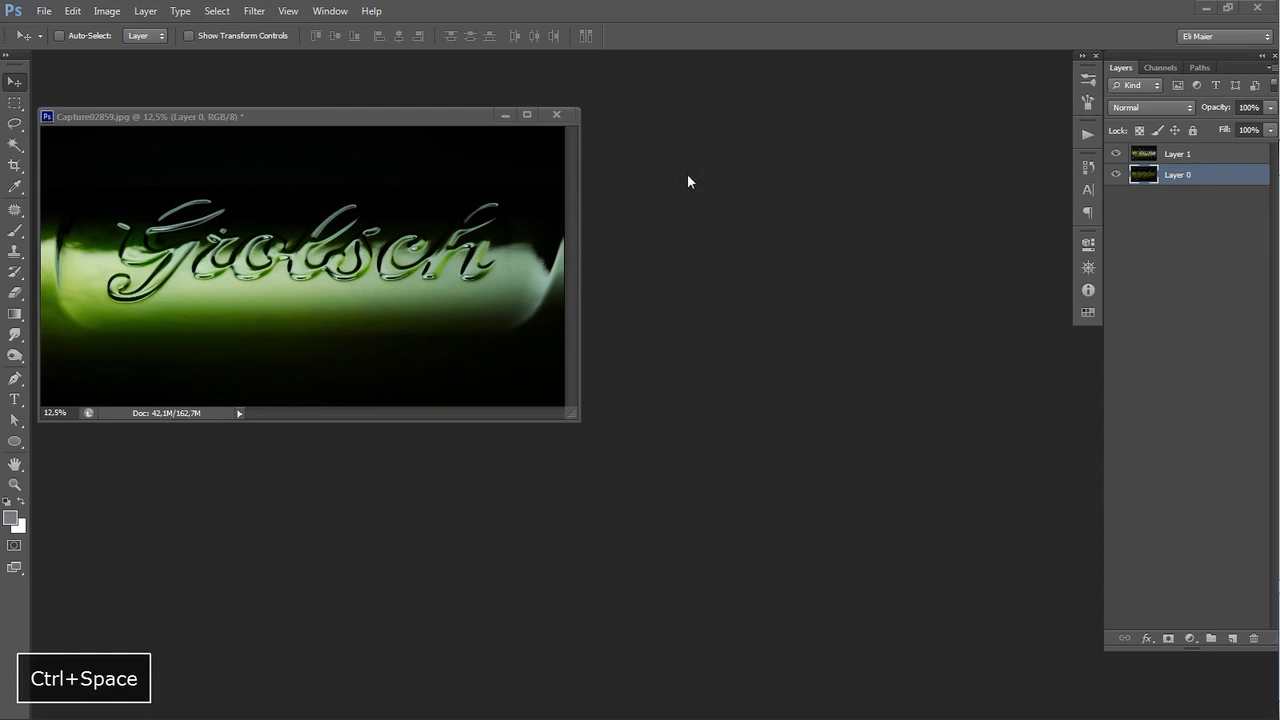 Ps File Edit Image Layer Type Select Filter View Window Help
Auto-Select: Layer Show Transform Controls Eli Maier
Layers Channels Paths
Kind T
Normal Opacity: 100%
Lock: Fill: 100%
Layer 1
Layer 0
Ps Capture02859.jpg @ 12,5% (Layer 0, RGB/8) *
Grolsch
12,5% Doc: 42,1M/162,7M
Ctrl+Space